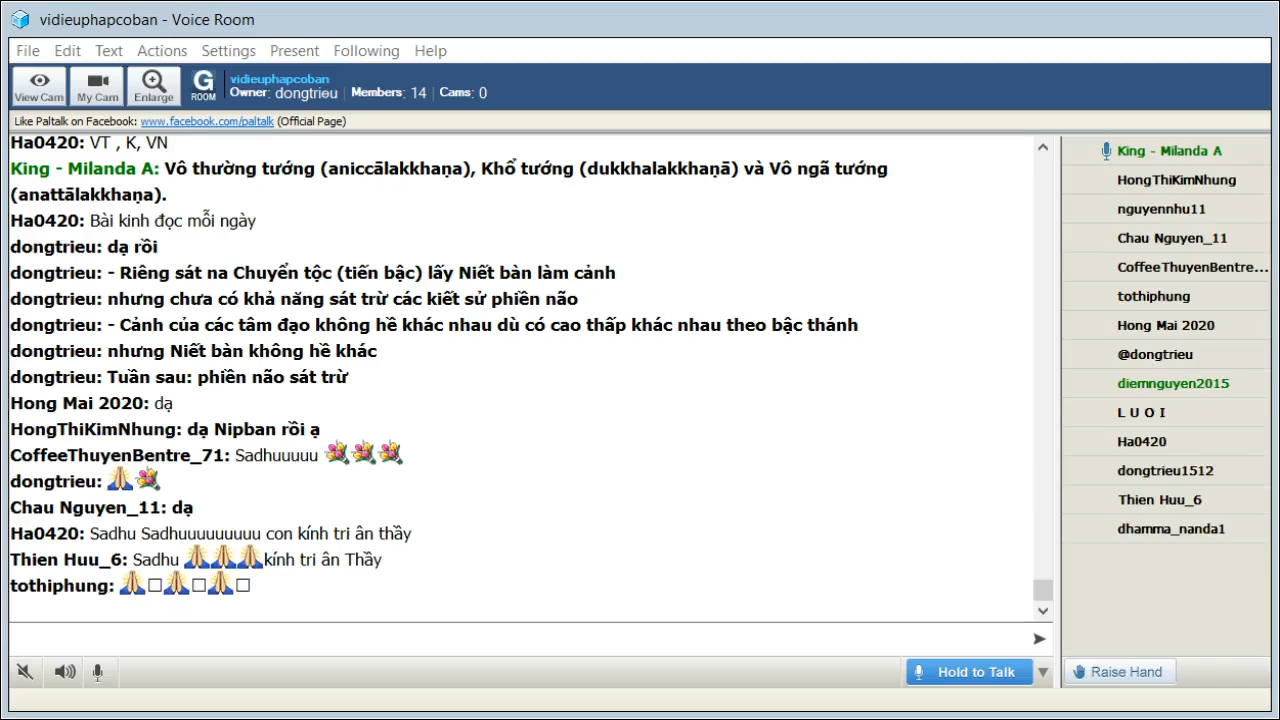 vidieuphapcoban - Voice Room
File Edit Text Actions Settings Present Following Help
View Cam My Cam Enlarge G ROOM
vidieuphapcoban
Owner: dongtrieu | Members: 14 | Cams: 0
Like Paltalk on Facebook: www.facebook.com/paltalk (Official Page)
Ha0420: VT , K, VN
King - Milanda A: Vô thường tướng (aniccālakkhaṇa), Khổ tướng (dukkhalakkhaṇā) và Vô ngã tướng
(anattālakkhaṇa).
Ha0420: Bài kinh đọc mỗi ngày
dongtrieu: dạ rồi
dongtrieu: - Riêng sát na Chuyển tộc (tiến bậc) lấy Niết bàn làm cảnh
dongtrieu: nhưng chưa có khả năng sát trừ các kiết sử phiền não
dongtrieu: - Cảnh của các tâm đạo không hề khác nhau dù có cao thấp khác nhau theo bậc thánh
dongtrieu: nhưng Niết bàn không hề khác
dongtrieu: Tuần sau: phiền não sát trừ
Hong Mai 2020: dạ
HongThiKimNhung: dạ Nipban rồi ạ
CoffeeThuyenBentre_71: Sadhuuuuu
dongtrieu:
Chau Nguyen_11: dạ
Ha0420: Sadhu Sadhuuuuuuuuu con kính tri ân thầy
Thien Huu_6: Sadhu 🙏🙏🙏kính tri ân Thầy
tothiphung: 🙏□🙏□🙏□
Hold to Talk
King - Milanda A
HongThiKimNhung
nguyennhu11
Chau Nguyen_11
CoffeeThuyenBentre...
tothiphung
Hong Mai 2020
@dongtrieu
diemnguyen2015
L U O I
Ha0420
dongtrieu1512
Thien Huu_6
dhamma_nanda1
Raise Hand